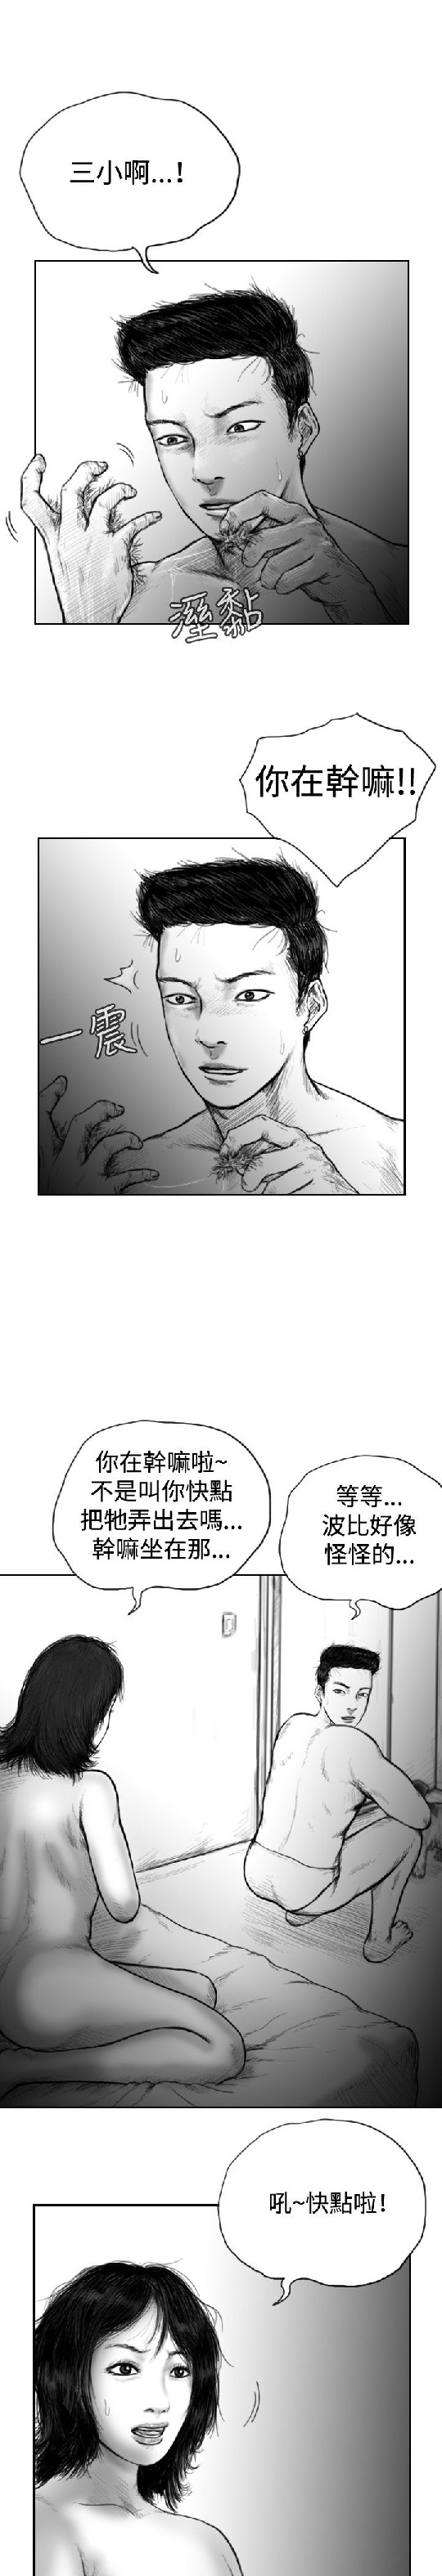 三小啊...！
溼黏
你在幹嘛!!
一震
你在幹嘛啦~
不是叫你快點
把牠弄出去嗎...
幹嘛坐在那...
等等...
波比好像
怪怪的...
吼~快點啦！